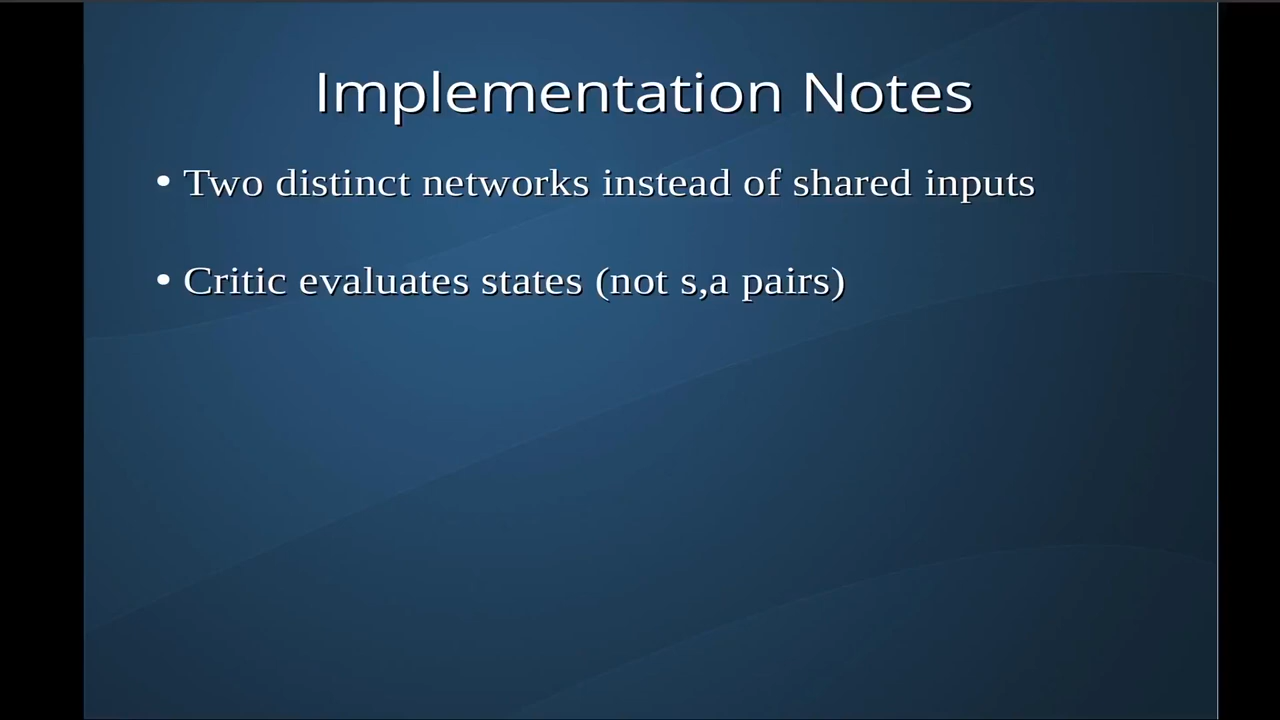 Implementation Notes
• Two distinct networks instead of shared inputs
• Critic evaluates states (not s,a pairs)